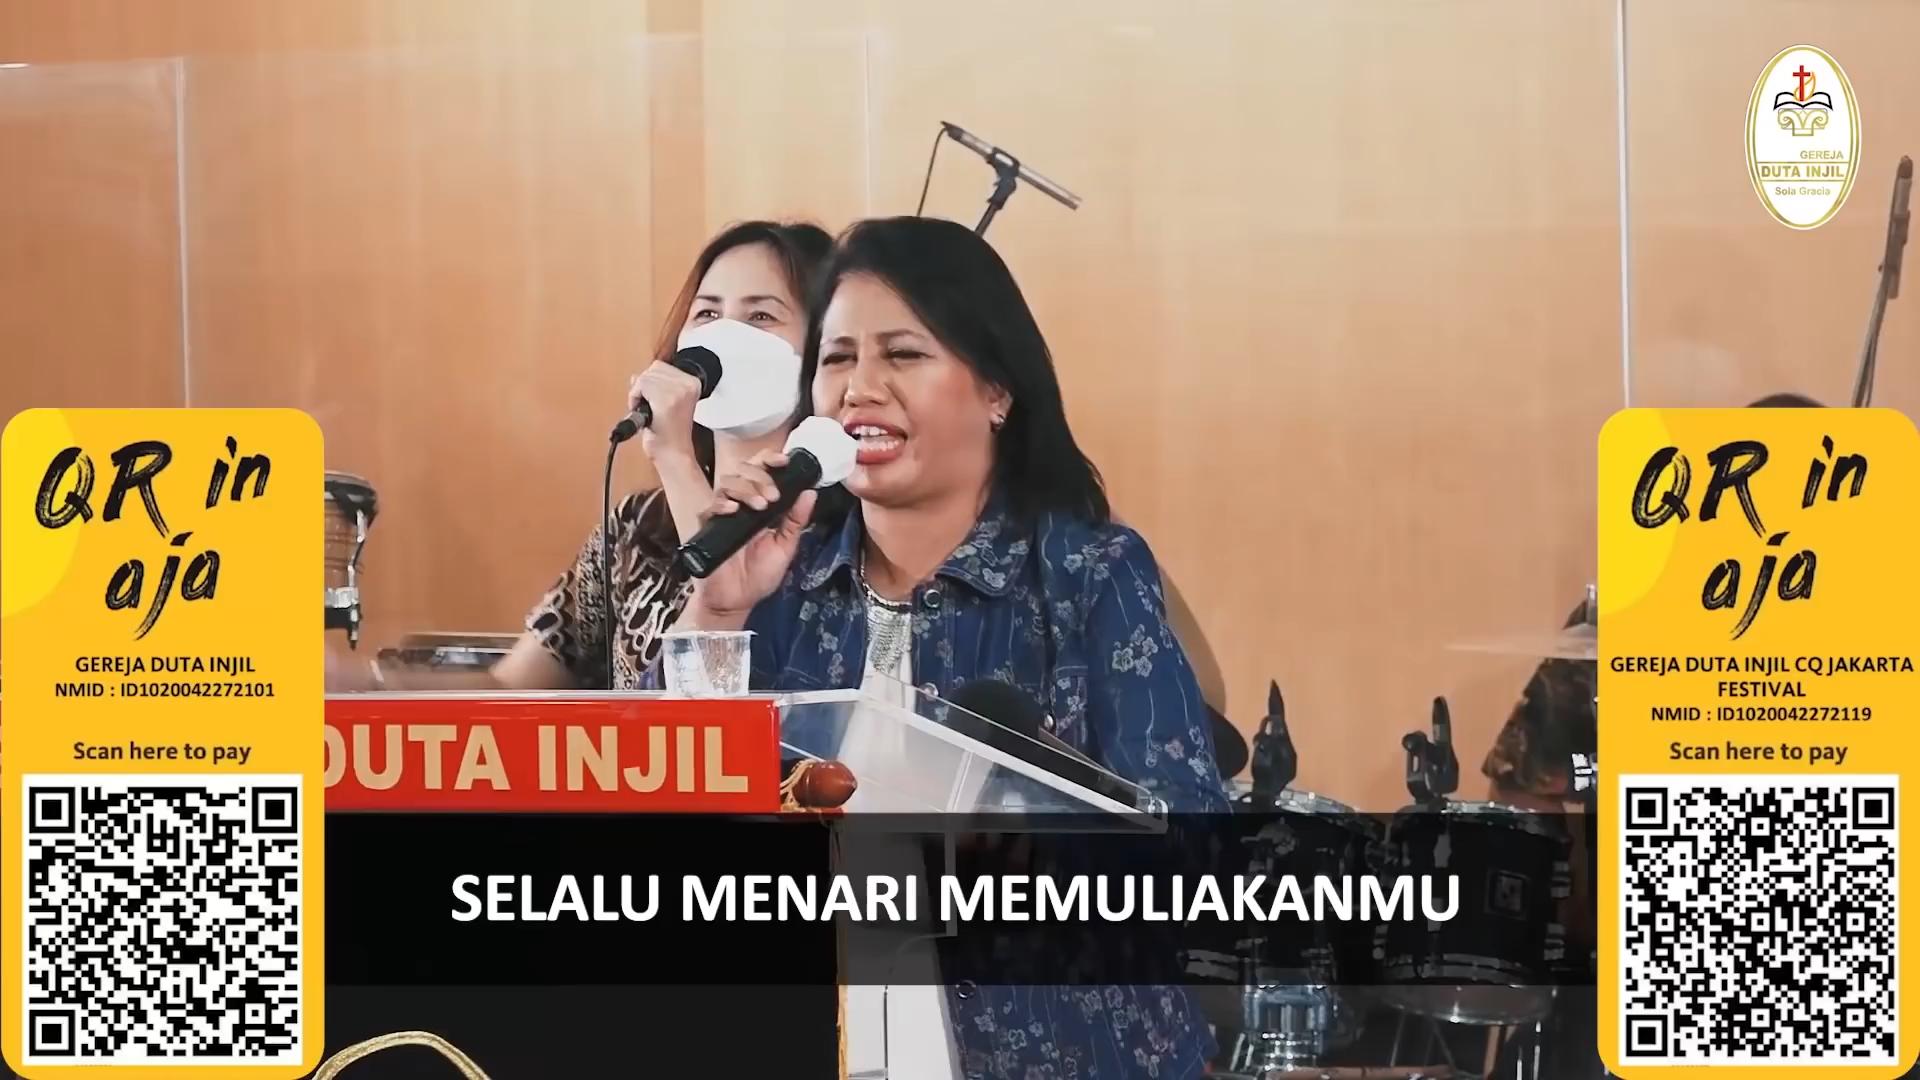 GEREJA
DUTA INJIL
Sola Gracia
QR in
aja
GEREJA DUTA INJIL
NMID : ID1020042272101
Scan here to pay
QR in
aja
GEREJA DUTA INJIL CQ JAKARTA
FESTIVAL
NMID : ID1020042272119
Scan here to pay
DUTA INJIL
SELALU MENARI MEMULIAKANMU